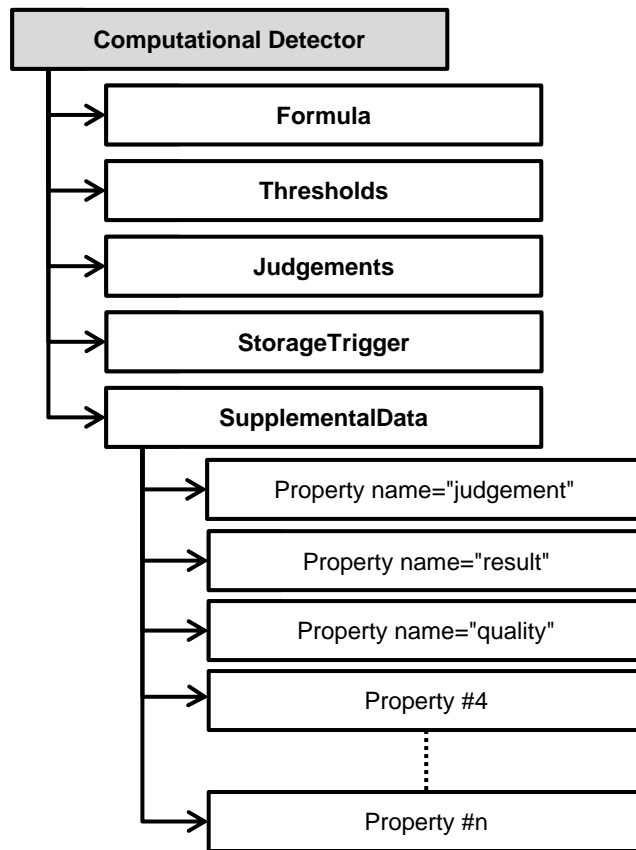 Computational Detector
Formula
Thresholds
Judgements
StorageTrigger
SupplementalData
Property name="judgement"
Property name="result"
Property name="quality"
Property #4
Property #n